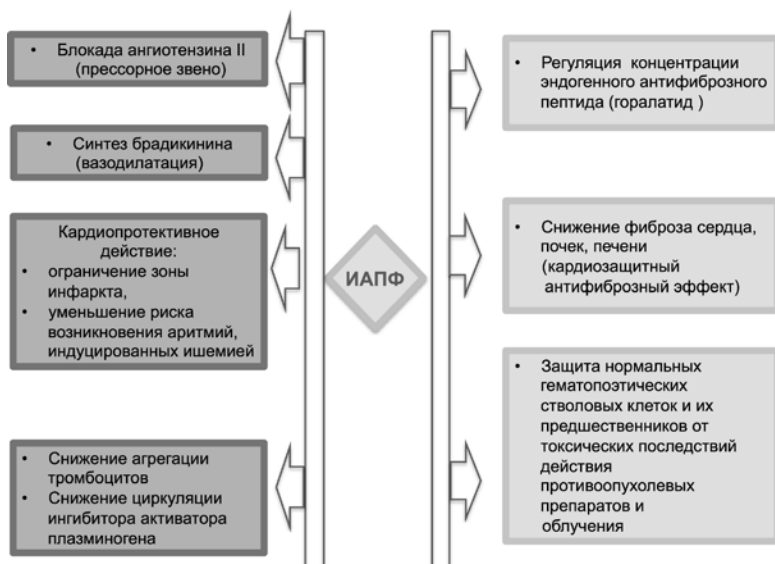 • Блокада ангиотензина II
(прессорное звено)
• Синтез брадикинина
(вазодилатация)
Кардиопротективное
действие:
• ограничение зоны
инфаркта,
• уменьшение риска
возникновения аритмий,
индуцированных ишемией
• Снижение агрегации
тромбоцитов
• Снижение циркуляции
ингибитора активатора
плазминогена
ИАПФ
• Регуляция концентрации
эндогенного антифиброзного
пептида (горалатид )
• Снижение фиброза сердца,
почек, печени
(кардиозащитный
антифиброзный эффект)
• Защита нормальных
гематопоэтических
стволовых клеток и их
предшественников от
токсических последствий
действия
противоопухолевых
препаратов и
облучения